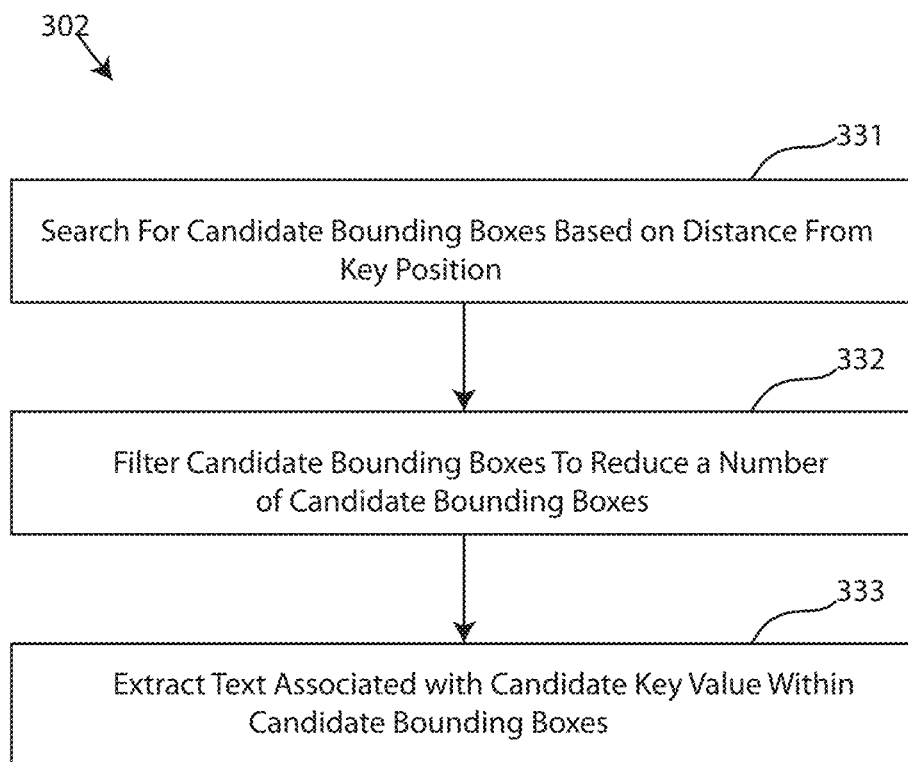 302
331
Search For Candidate Bounding Boxes Based on Distance From
Key Position
332
Filter Candidate Bounding Boxes To Reduce a Number
of Candidate Bounding Boxes
333
Extract Text Associated with Candidate Key Value Within
Candidate Bounding Boxes